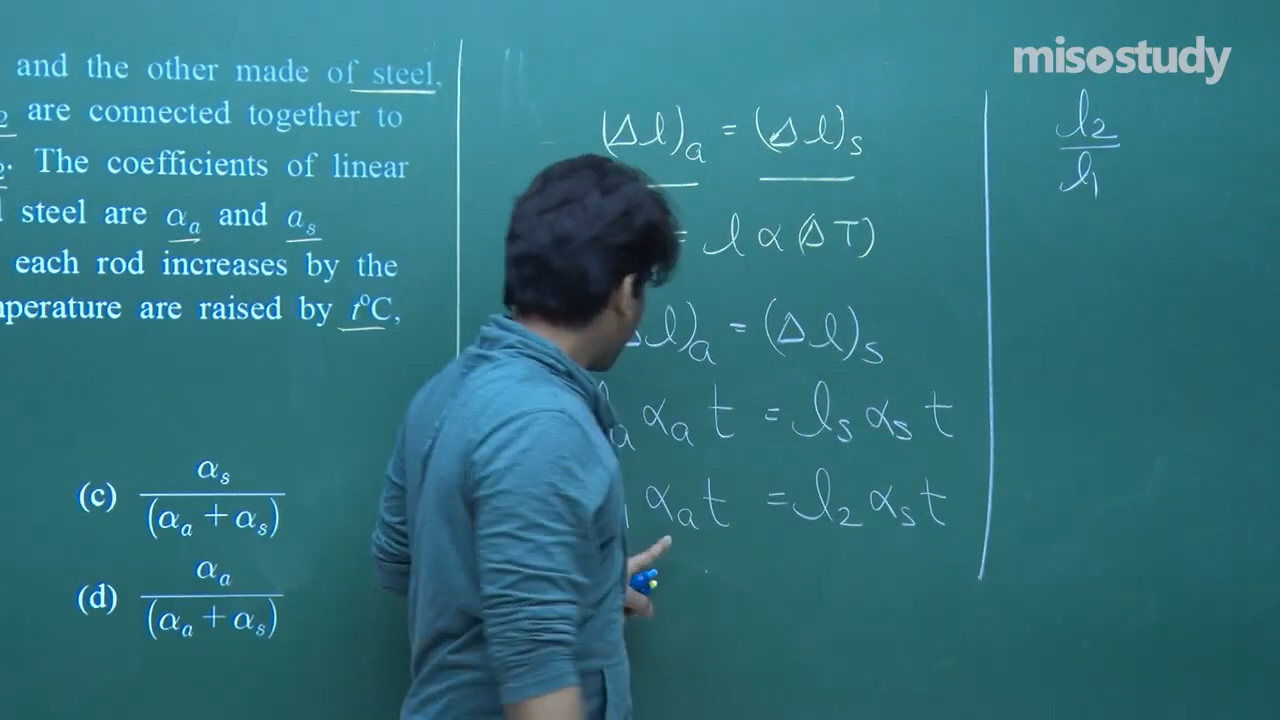 misostudy
and the other made of steel,
2 are connected together to
2. The coefficients of linear
steel are αₐ and aₛ
each rod increases by the
perature are raised by t°C,
(c) αₛ / (αₐ + αₛ)
(d) αₐ / (αₐ + αₛ)
(Δl)ₐ = (Δl)ₛ
= l α (ΔT)
l)ₐ = (Δl)ₛ
ₐ αₐ t = lₛ αₛ t
αₐ t = l₂ αₛ t
l₂ / l₁